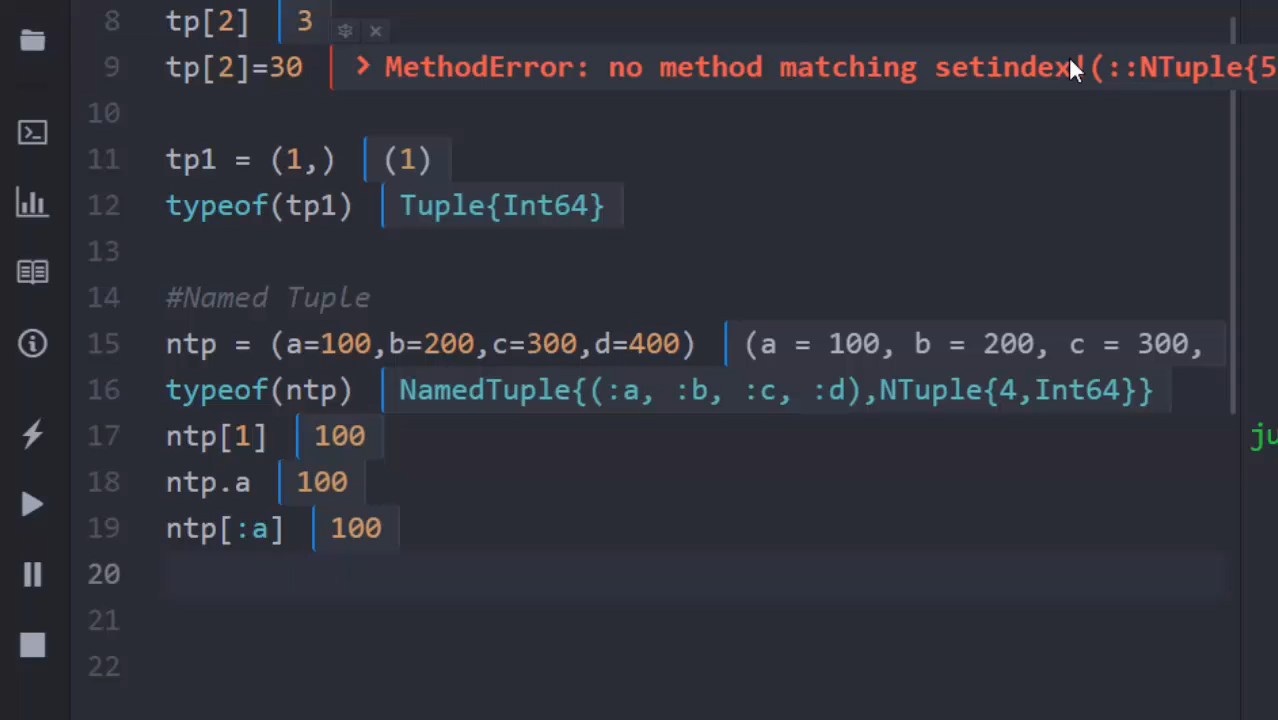 8 tp[2] 3
9 tp[2]=30 > MethodError: no method matching setindex!(::NTuple{5
10
11 tp1 = (1,) (1)
12 typeof(tp1) Tuple{Int64}
13
14 #Named Tuple
15 ntp = (a=100,b=200,c=300,d=400) (a = 100, b = 200, c = 300,
16 typeof(ntp) NamedTuple{(:a, :b, :c, :d),NTuple{4,Int64}}
17 ntp[1] 100
ju
18 ntp.a 100
19 ntp[:a] 100
20
21
22